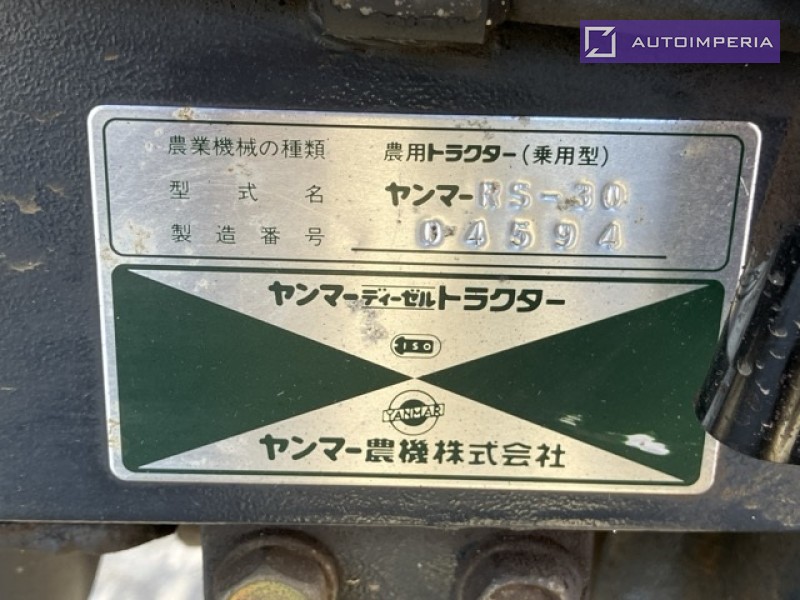 AUTOIMPERIA
農業機械の種類 農用トラクター(乗用型)
型式名 ヤンマーRS-30
製造番号 04594
ヤンマーディーゼルトラクター
ISO
YANMAR
ヤンマー農機株式会社